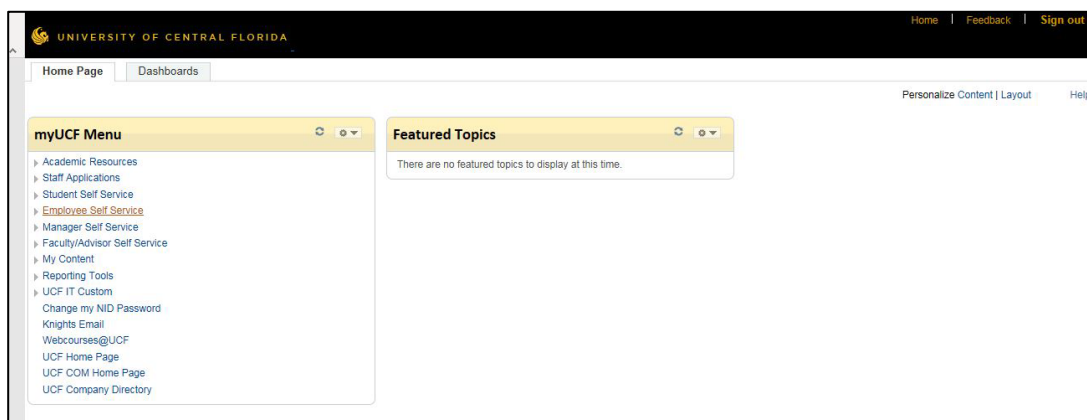 Home | Feedback | Sign out
UNIVERSITY OF CENTRAL FLORIDA
Home Page Dashboards
Personalize Content | Layout Help
myUCF Menu
Academic Resources
Staff Applications
Student Self Service
Employee Self Service
Manager Self Service
Faculty/Advisor Self Service
My Content
Reporting Tools
UCF IT Custom
Change my NID Password
Knights Email
Webcourses@UCF
UCF Home Page
UCF COM Home Page
UCF Company Directory
Featured Topics
There are no featured topics to display at this time.